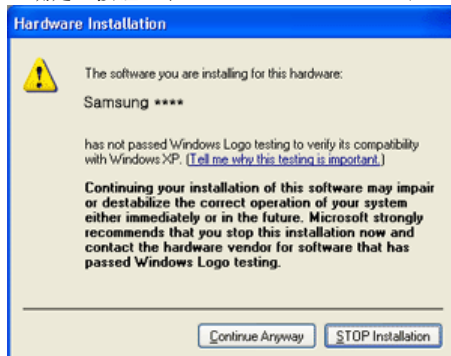 Hardware Installation
The software you are installing for this hardware:
Samsung ****
has not passed Windows Logo testing to verify its compatibility
with Windows XP. (Tell me why this testing is important.)
Continuing your installation of this software may impair
or destabilize the correct operation of your system
either immediately or in the future. Microsoft strongly
recommends that you stop this installation now and
contact the hardware vendor for software that has
passed Windows Logo testing.
Continue Anyway STOP Installation